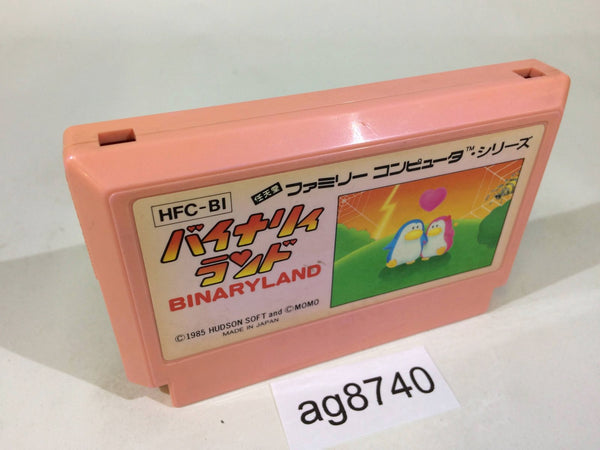 HFC-BI
任天堂 ファミリー コンピュータ™・シリーズ
バイナリィ
ランド
BINARYLAND
©1985 HUDSON SOFT and ©MOMO
MADE IN JAPAN
ag8740